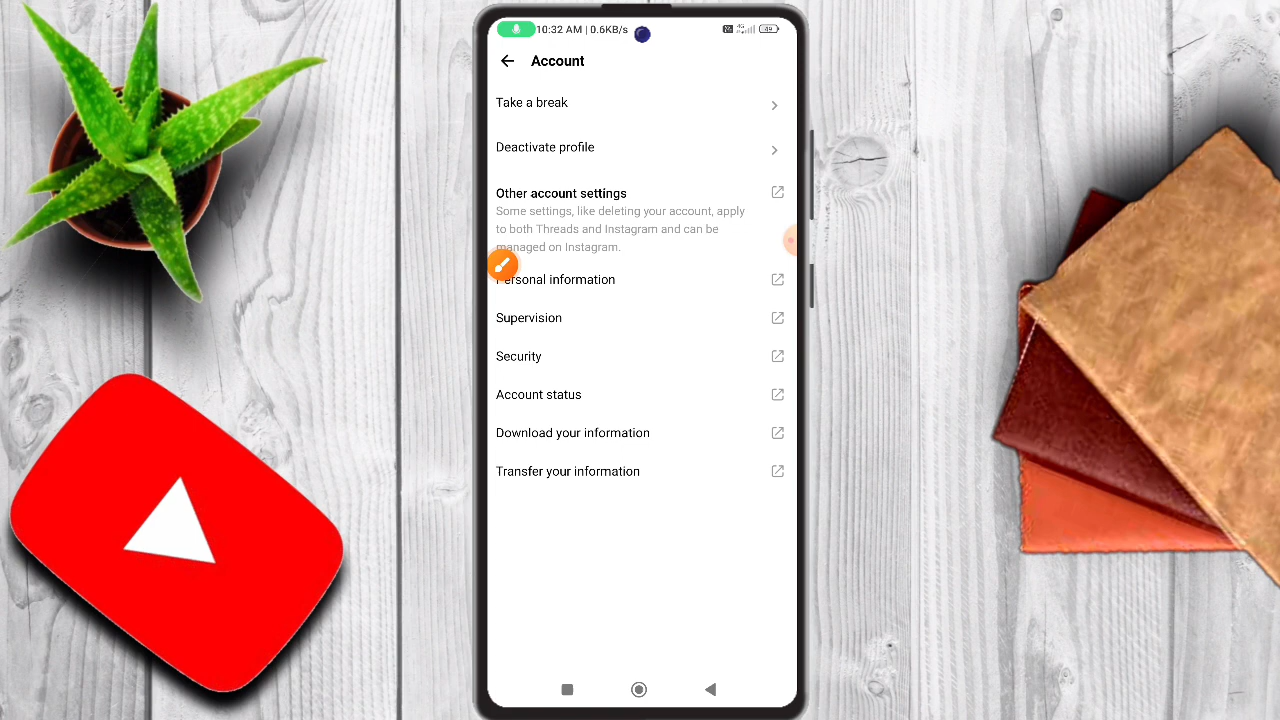 10:32 AM | 0.6KB/s 4G 49
Account
Take a break
Deactivate profile
Other account settings
Some settings, like deleting your account, apply
to both Threads and Instagram and can be
managed on Instagram.
Personal information
Supervision
Security
Account status
Download your information
Transfer your information